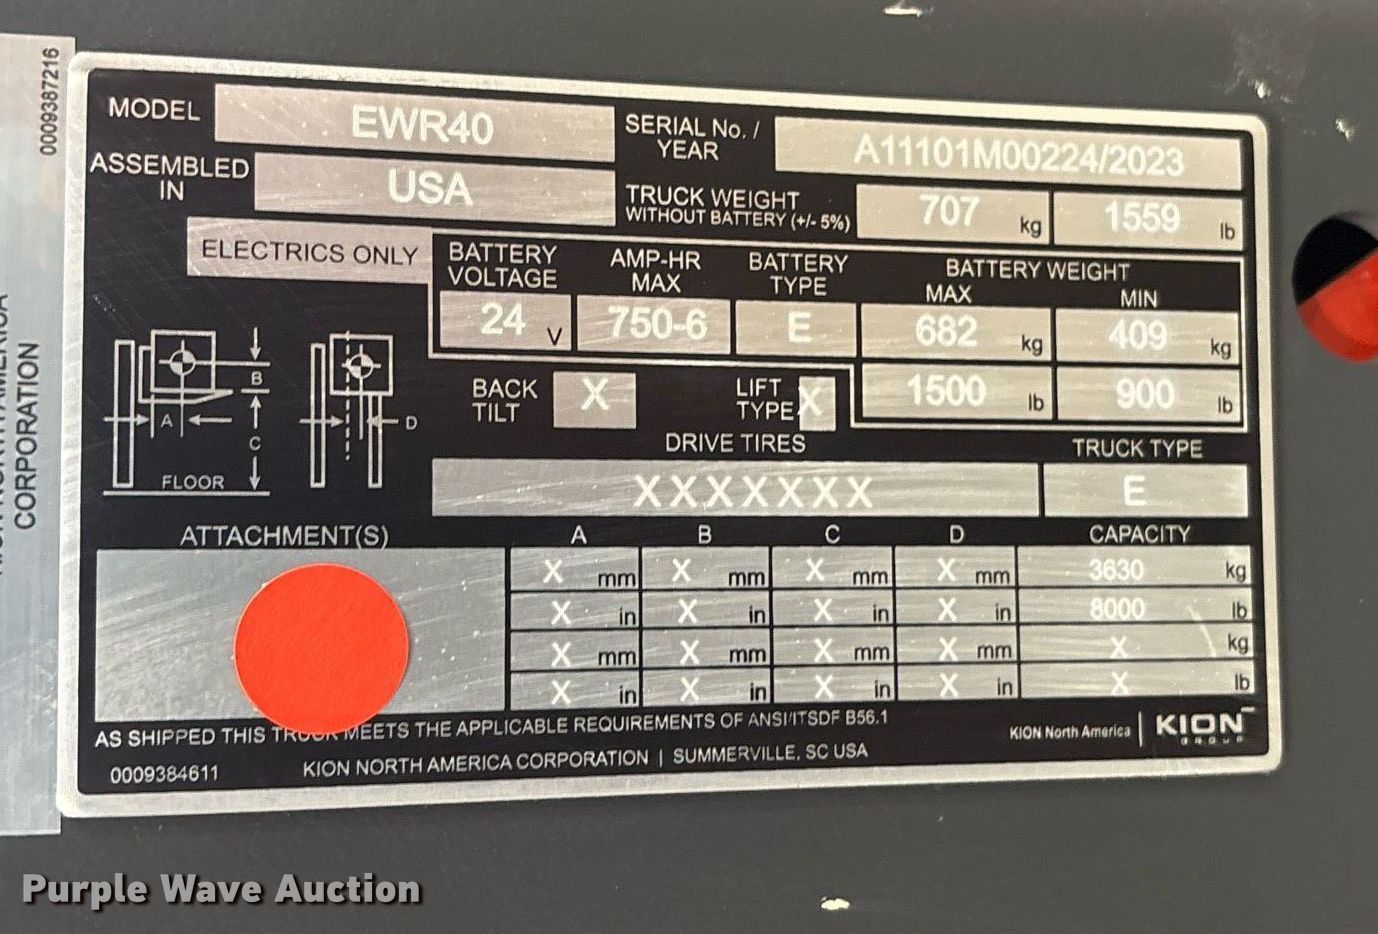 0009387216
CORPORATION
MODEL EWR40
SERIAL No. / YEAR A11101M00224/2023
ASSEMBLED IN USA
TRUCK WEIGHT WITHOUT BATTERY (+/- 5%) 707 kg 1559 lb
ELECTRICS ONLY
BATTERY VOLTAGE 24 V
AMP-HR MAX 750-6
BATTERY TYPE E
BATTERY WEIGHT
MAX MIN
682 kg 409 kg
1500 lb 900 lb
A B C D
FLOOR
BACK TILT X
LIFT TYPE X
DRIVE TIRES
XXXXXXX
TRUCK TYPE
E
ATTACHMENT(S) A B C D CAPACITY
X mm X mm X mm X mm 3630 kg
X in X in X in X in 8000 lb
X mm X mm X mm X mm X kg
X in X in X in X in X lb
AS SHIPPED THIS TRUCK MEETS THE APPLICABLE REQUIREMENTS OF ANSI/ITSDF B56.1
KION North America | KION GROUP
0009384611 KION NORTH AMERICA CORPORATION | SUMMERVILLE, SC USA
Purple Wave Auction